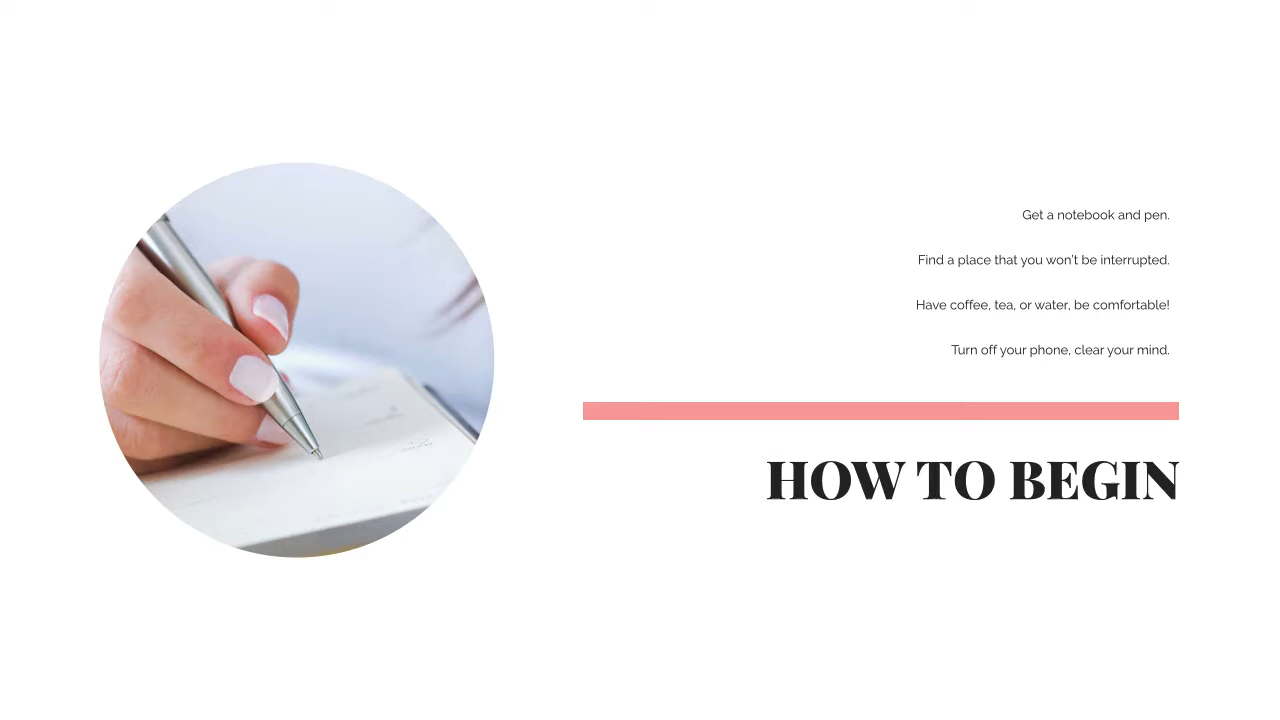 Get a notebook and pen.
Find a place that you won't be interrupted.
Have coffee, tea, or water, be comfortable!
Turn off your phone, clear your mind.
HOW TO BEGIN